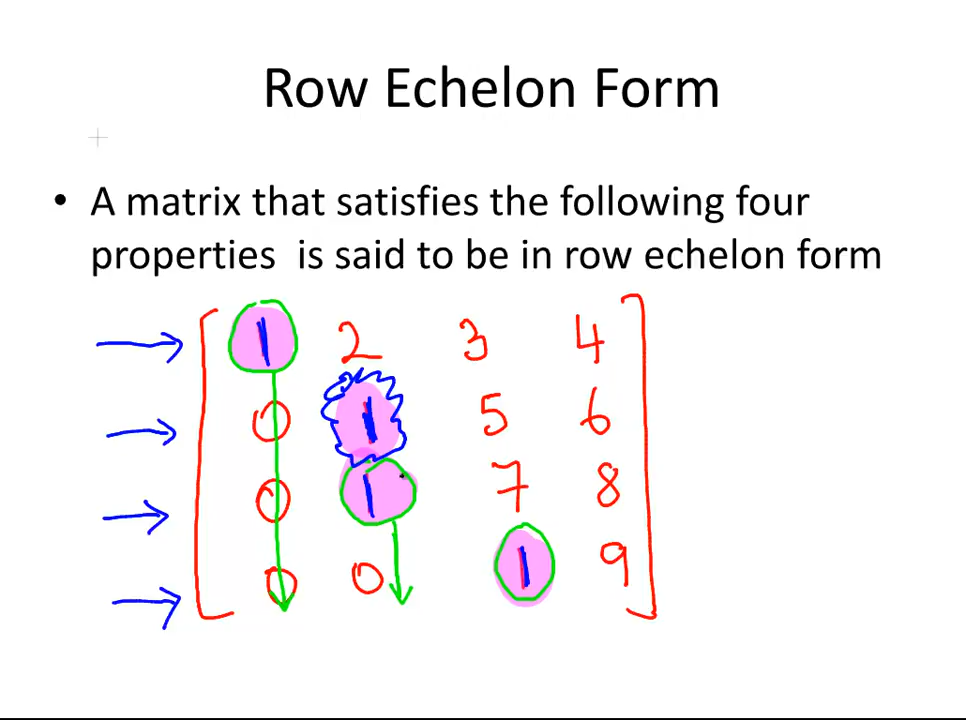 Row Echelon Form
• A matrix that satisfies the following four
properties is said to be in row echelon form
1 2 3 4
0 1 5 6
0 1 7 8
0 0 1 9